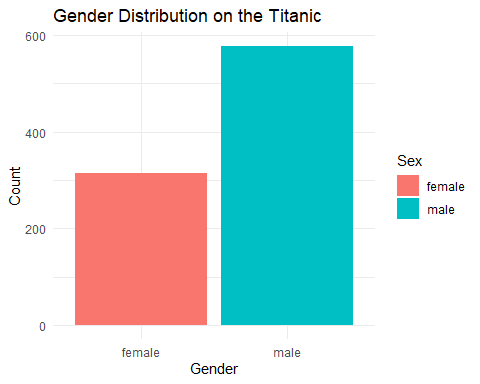 Gender Distribution on the Titanic
600
400
200
0
Count
female
male
Gender
Sex
female
male